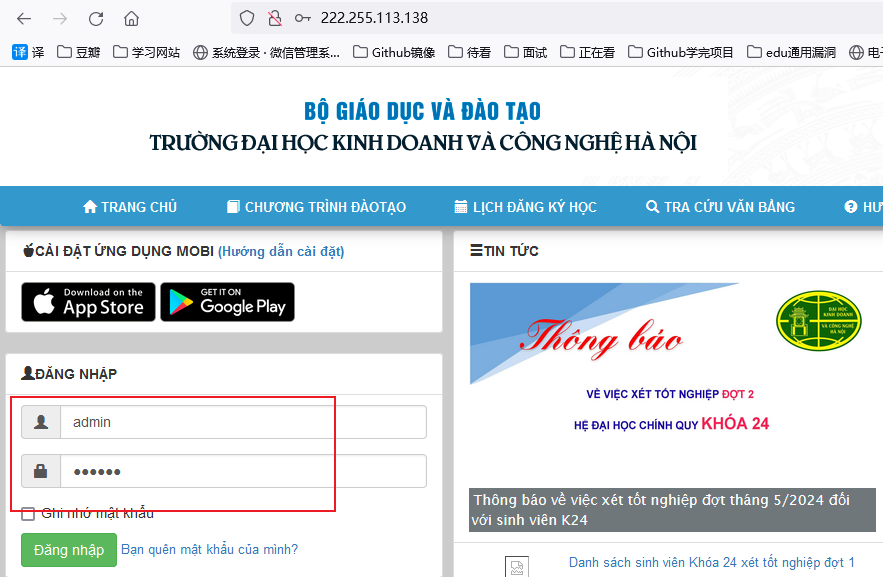 222.255.113.138
译 译 豆瓣 学习网站 系统登录 · 微信管理系... Github镜像 待看 面试 正在看 Github学完项目 edu通用漏洞 电子
BỘ GIÁO DỤC VÀ ĐÀO TẠO
TRƯỜNG ĐẠI HỌC KINH DOANH VÀ CÔNG NGHỆ HÀ NỘI
TRANG CHỦ CHƯƠNG TRÌNH ĐÀOTẠO LỊCH ĐĂNG KÝ HỌC TRA CỨU VĂN BẰNG HƯ
CÀI ĐẶT ỨNG DỤNG MOBI (Hướng dẫn cài đặt)
Download on the
App Store
GET IT ON
Google Play
ĐĂNG NHẬP
admin
••••••
Ghi nhớ mật khẩu
Đăng nhập Bạn quên mật khẩu của mình?
TIN TỨC
Thông báo
ĐẠI HỌC
KINH DOANH
VÀ CÔNG NGHỆ
HÀ NỘI
VỀ VIỆC XÉT TỐT NGHIỆP ĐỢT 2
HỆ ĐẠI HỌC CHÍNH QUY KHÓA 24
Thông báo về việc xét tốt nghiệp đợt tháng 5/2024 đối
với sinh viên K24
Danh sách sinh viên Khóa 24 xét tốt nghiệp đợt 1